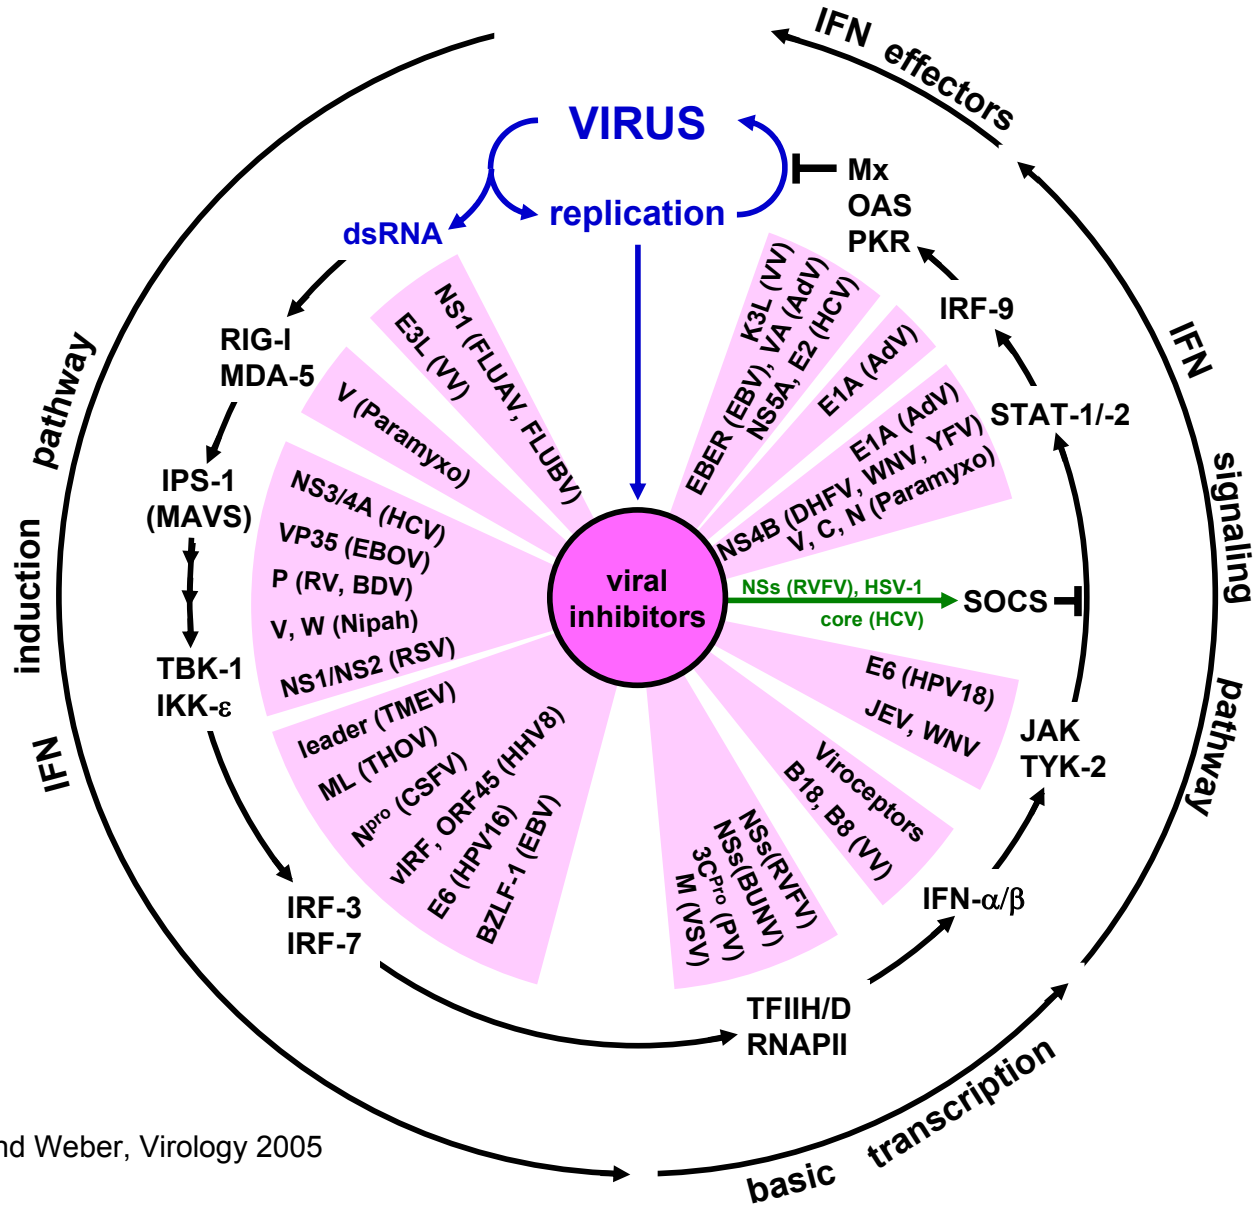 IFN effectors
VIRUS
replication
dsRNA
Mx
OAS
PKR
RIG-I
MDA-5
IRF-9
IPS-1
(MAVS)
STAT-1/-2
TBK-1
IKK-ε
SOCS
JAK
TYK-2
IRF-3
IRF-7
IFN-α/β
TFIIH/D
RNAPII
viral
inhibitors
NS1 (FLUAV, FLUBV)
E3L (VV)
V (Paramyxo)
NS3/4A (HCV)
VP35 (EBOV)
P (RV, BDV)
V, W (Nipah)
NS1/NS2 (RSV)
leader (TMEV)
ML (THOV)
Npro (CSFV)
vIRF, ORF45 (HHV8)
E6 (HPV16)
BZLF-1 (EBV)
NSs(RVFV)
NSs(BUNV)
3CPro (PV)
M (VSV)
Viroceptors
B18, B8 (VV)
E6 (HPV18)
JEV, WNV
NSs (RVFV), HSV-1
core (HCV)
E1A (AdV)
NS4B (DHFV, WNV, YFV)
V, C, N (Paramyxo)
E1A (AdV)
K3L (VV)
EBER (EBV), VA (AdV)
NS5A, E2 (HCV)
IFN induction pathway
basic transcription
IFN signaling pathway
nd Weber, Virology 2005